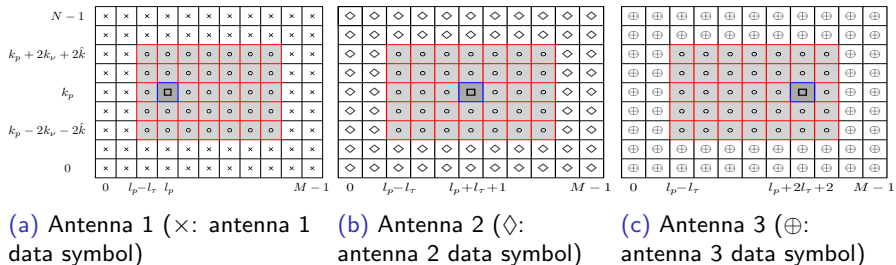 N − 1
k_p + 2k_ν + 2k̂
k_p
k_p − 2k_ν − 2k̂
0
0 l_p−l_τ l_p M − 1
0 l_p−l_τ l_p+l_τ+1 M − 1
0 l_p−l_τ l_p+2l_τ+2 M − 1
(a) Antenna 1 (×: antenna 1
data symbol)
(b) Antenna 2 (◊:
antenna 2 data symbol)
(c) Antenna 3 (⊕:
antenna 3 data symbol)